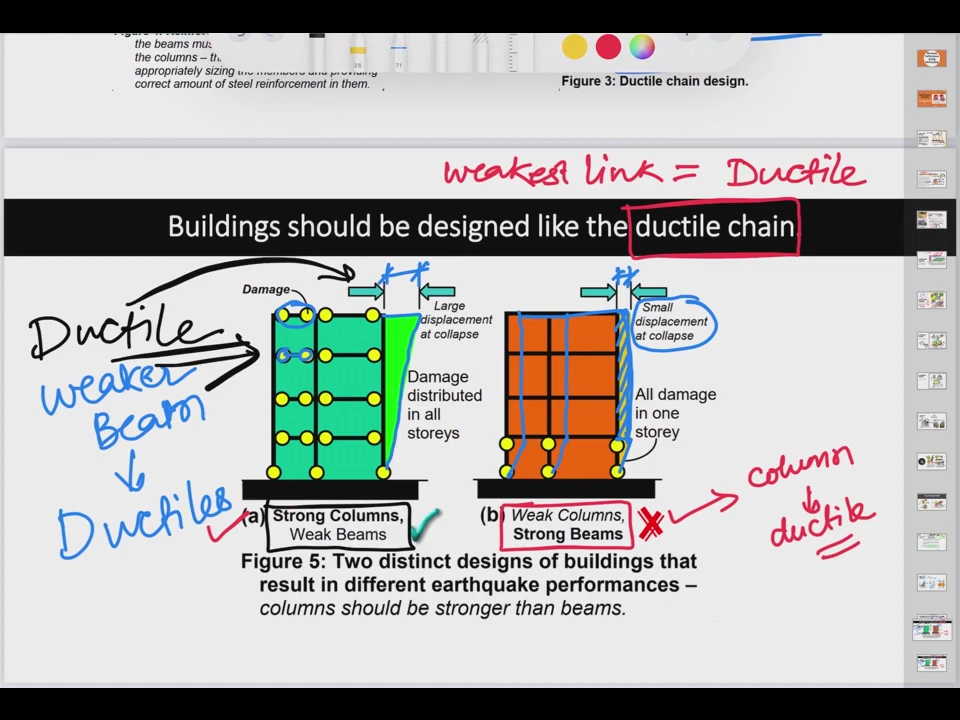 the beams mus
the columns – th
appropriately sizing the members and providing
correct amount of steel reinforcement in them.
28
71
Figure 3: Ductile chain design.
weakest link = Ductile
Buildings should be designed like the ductile chain.
Damage
Large
displacement
at collapse
Damage
distributed
in all
storeys
Small
displacement
at collapse
All damage
in one
storey
Ductile
weaker
Beam
Ductiles
(a) Strong Columns,
Weak Beams
(b) Weak Columns,
Strong Beams
column
ductile
Figure 5: Two distinct designs of buildings that
result in different earthquake performances –
columns should be stronger than beams.